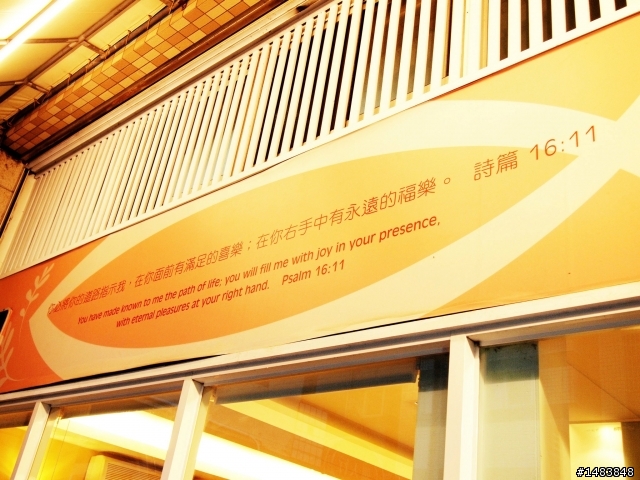 你必將你的道路指示我，在你面前有滿足的喜樂；在你右手中有永遠的福樂。 詩篇 16:11
You have made known to me the path of life; you will fill me with joy in your presence,
with eternal pleasures at your right hand. Psalm 16:11
#1483848